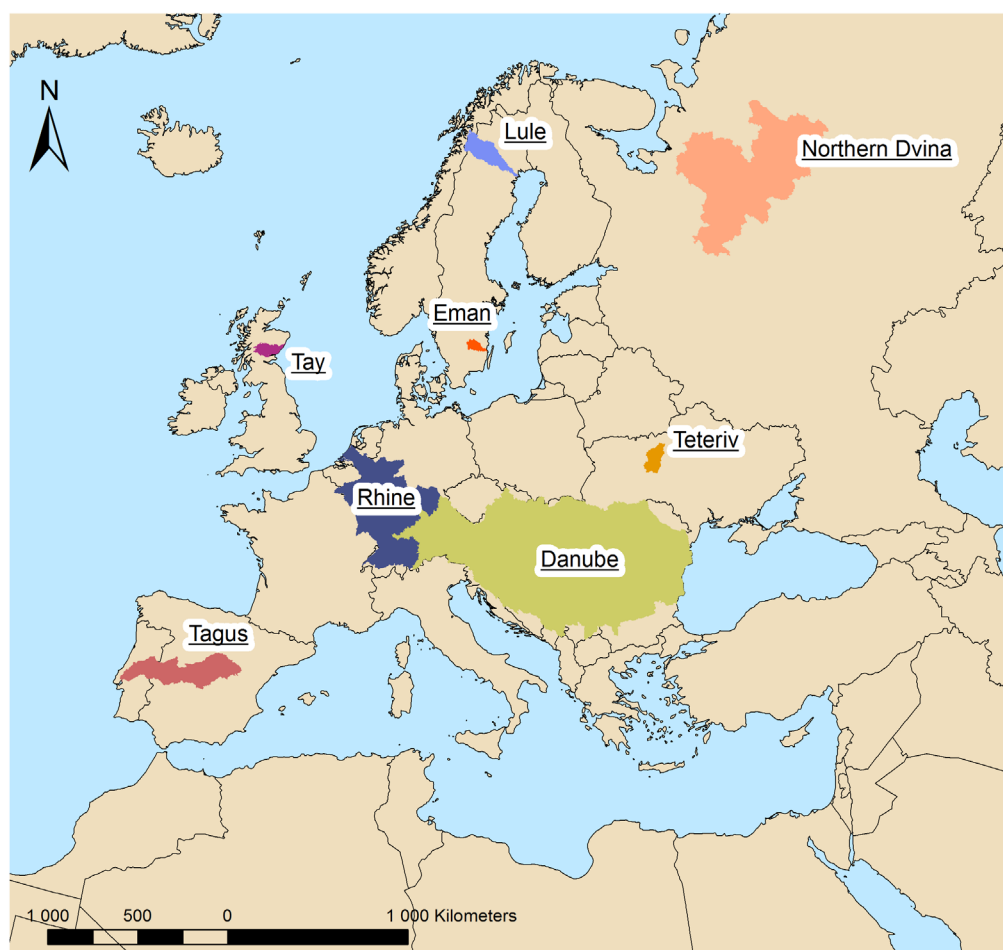 N
Lule
Northern Dvina
Eman
Tay
Teteriv
Rhine
Danube
Tagus
1 000 500 0 1 000 Kilometers